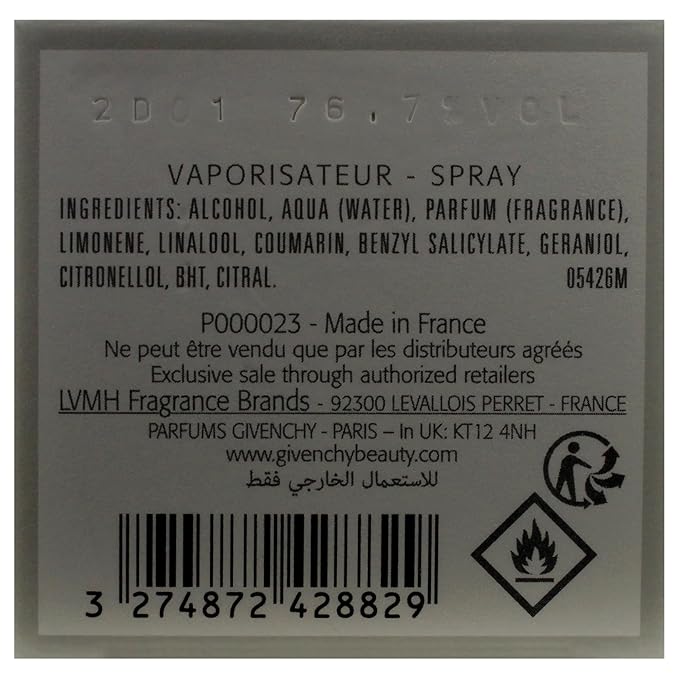 2D01 76.7%VOL
VAPORISATEUR - SPRAY
INGREDIENTS: ALCOHOL, AQUA (WATER), PARFUM (FRAGRANCE),
LIMONENE, LINALOOL, COUMARIN, BENZYL SALICYLATE, GERANIOL,
CITRONELLOL, BHT, CITRAL. 05426M
P000023 - Made in France
Ne peut être vendu que par les distributeurs agréés
Exclusive sale through authorized retailers
LVMH Fragrance Brands - 92300 LEVALLOIS PERRET - FRANCE
PARFUMS GIVENCHY - PARIS – In UK: KT12 4NH
www.givenchybeauty.com
للاستعمال الخارجي فقط
3 274872 428829